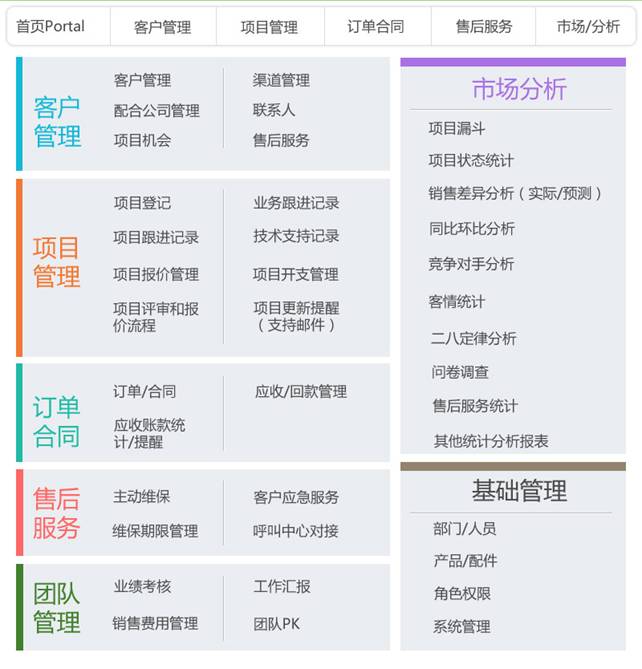 首页Portal
客户管理
项目管理
订单合同
售后服务
市场/分析
客户
管理
客户管理
渠道管理
配合公司管理
联系人
项目机会
售后服务
项目
管理
项目登记
业务跟进记录
项目跟进记录
技术支持记录
项目报价管理
项目开支管理
项目评审和报
价流程
项目更新提醒
（支持邮件）
订单
合同
订单/合同
应收/回款管理
应收账款统
计/提醒
售后
服务
主动维保
客户应急服务
维保期限管理
呼叫中心对接
团队
管理
业绩考核
工作汇报
销售费用管理
团队PK
市场分析
项目漏斗
项目状态统计
销售差异分析（实际/预测）
同比环比分析
竞争对手分析
客情统计
二八定律分析
问卷调查
售后服务统计
其他统计分析报表
基础管理
部门/人员
产品/配件
角色权限
系统管理